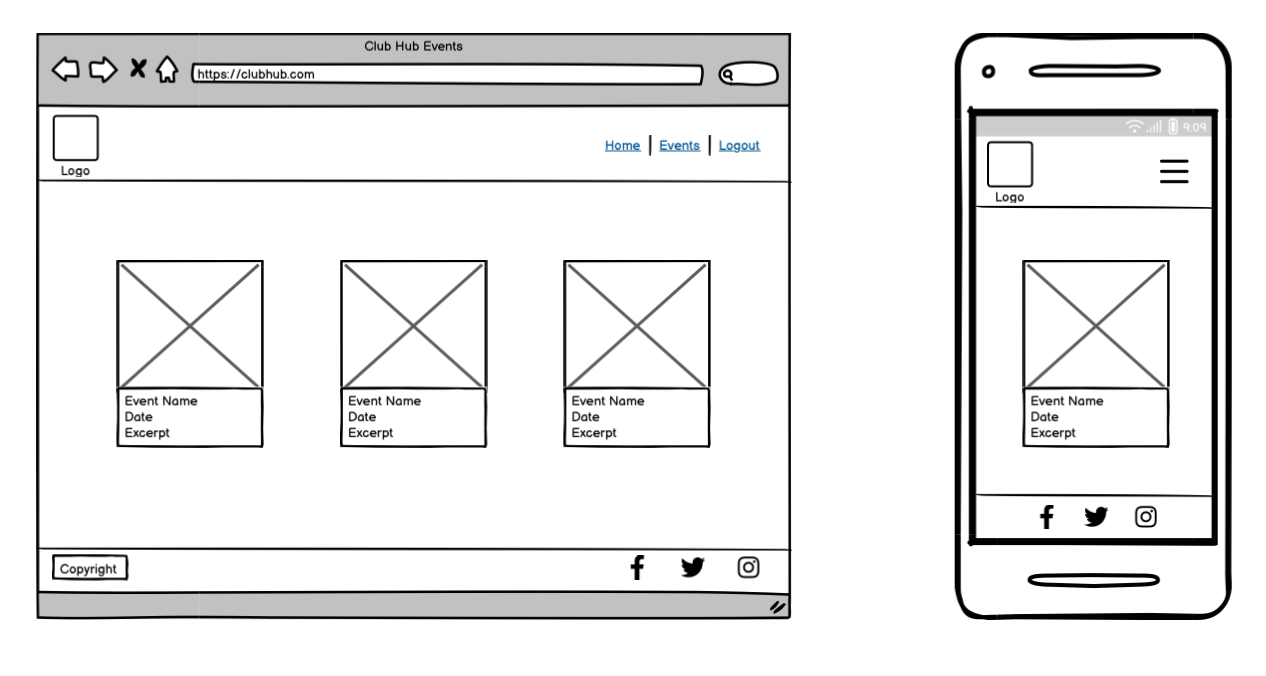 Club Hub Events
https://clubhub.com
Logo
Home | Events | Logout
Event Name
Date
Excerpt
Event Name
Date
Excerpt
Event Name
Date
Excerpt
Copyright
9:09
Logo
Event Name
Date
Excerpt